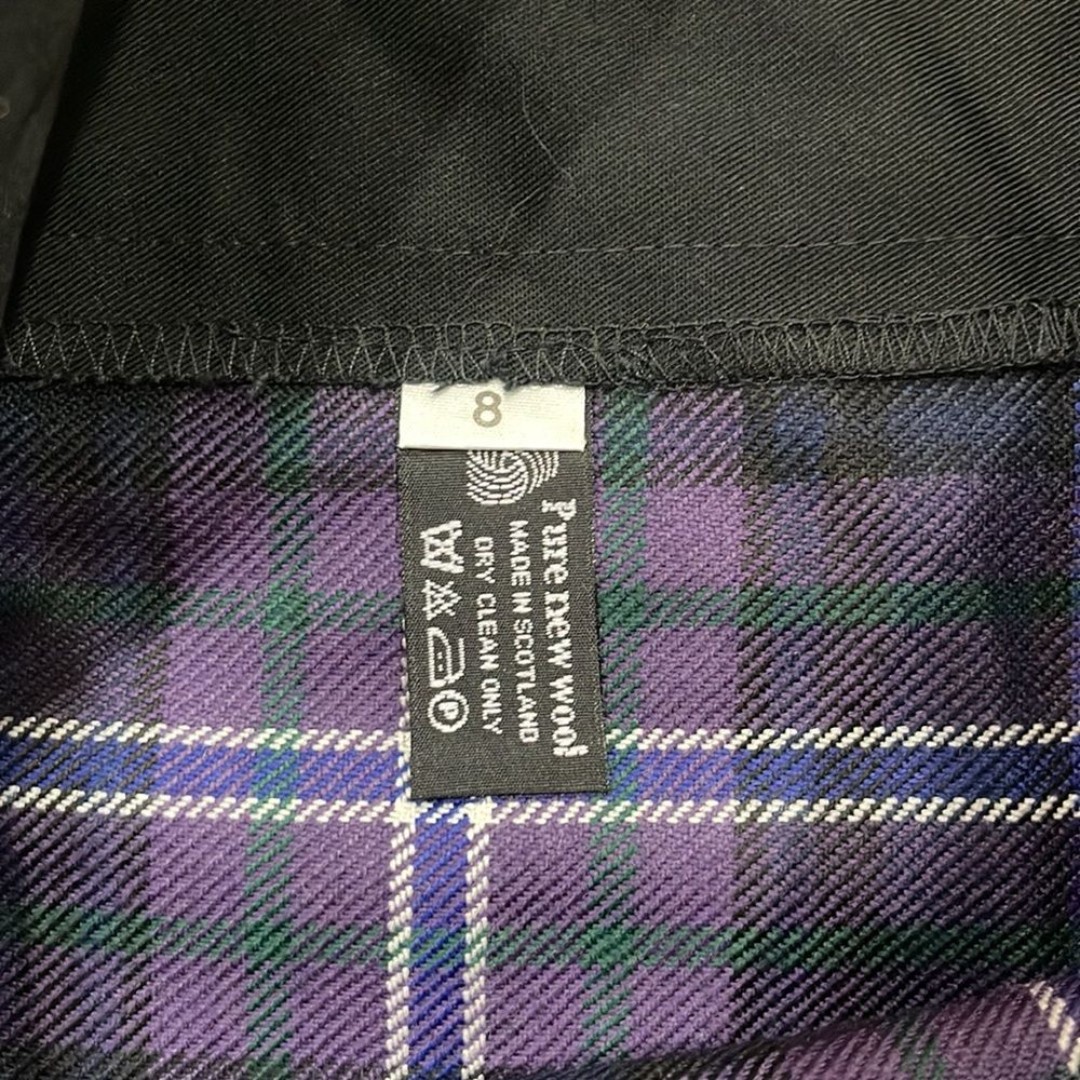 8
Pure new wool
MADE IN SCOTLAND
DRY CLEAN ONLY
P